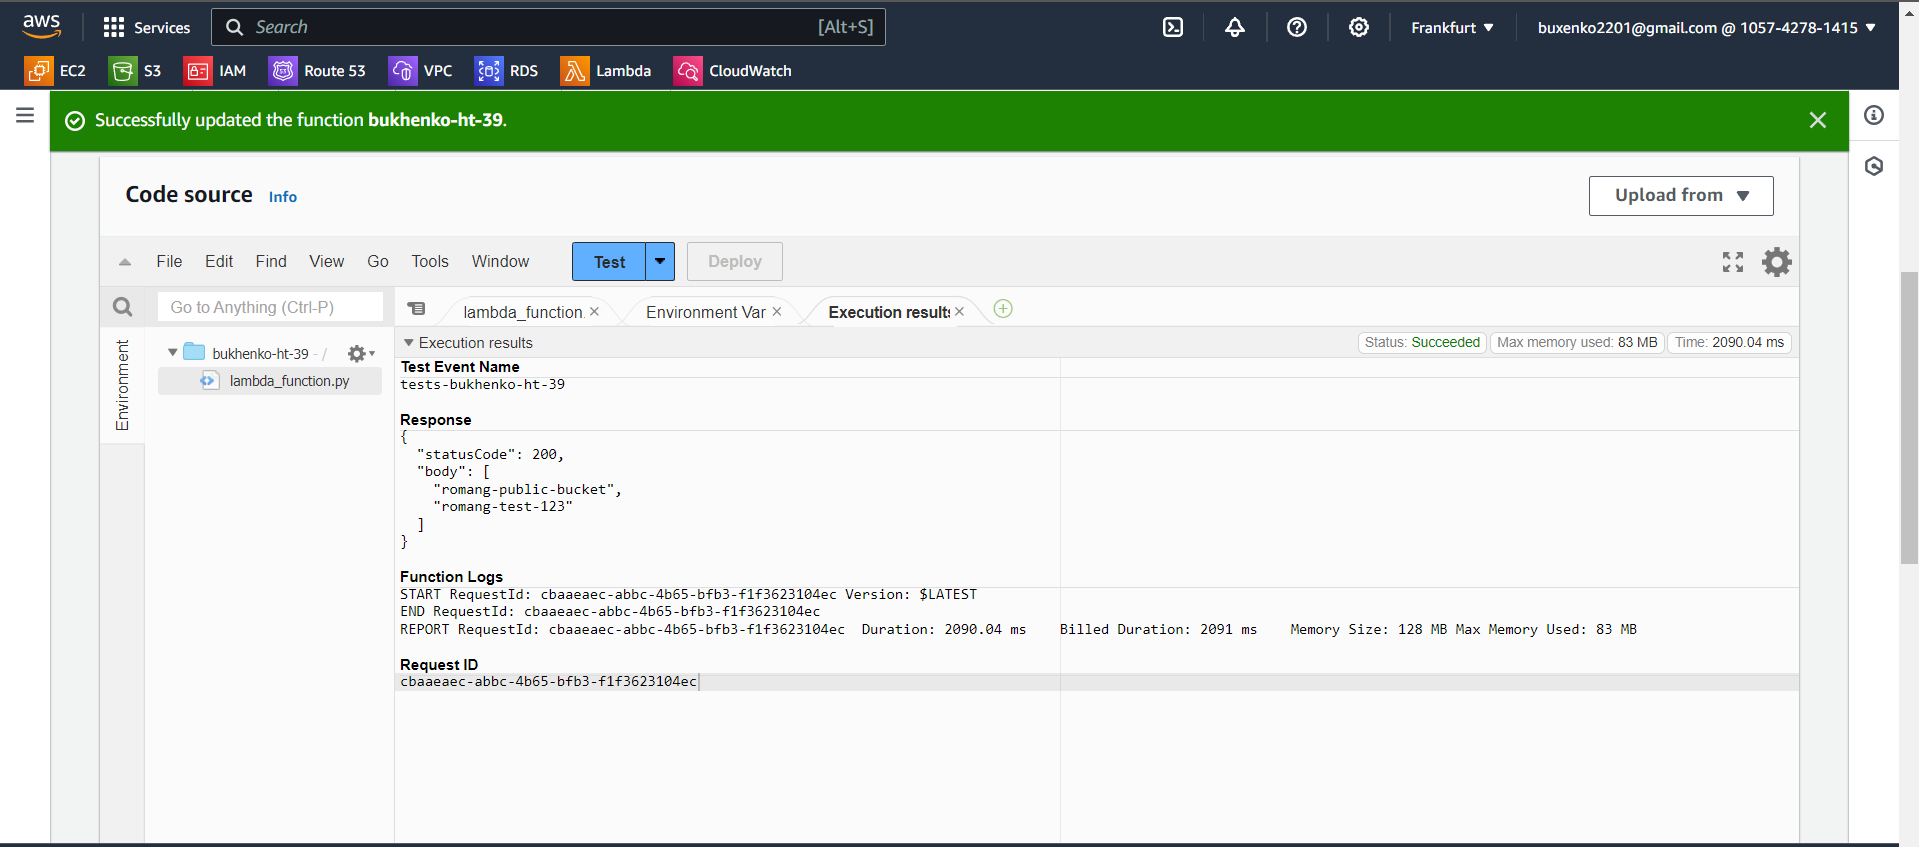 aws Services Search [Alt+S] Frankfurt ▼ buxenko2201@gmail.com @ 1057-4278-1415 ▼
EC2 S3 IAM Route 53 VPC RDS Lambda CloudWatch
Successfully updated the function bukhenko-ht-39.
Code source Info Upload from ▼
File Edit Find View Go Tools Window Test Deploy
Go to Anything (Ctrl-P) lambda_function. Environment Var Execution results
Environment
bukhenko-ht-39 - /
lambda_function.py
Execution results Status: Succeeded Max memory used: 83 MB Time: 2090.04 ms
Test Event Name
tests-bukhenko-ht-39
Response
{
"statusCode": 200,
"body": [
"romang-public-bucket",
"romang-test-123"
]
}
Function Logs
START RequestId: cbaaeaec-abbc-4b65-bfb3-f1f3623104ec Version: $LATEST
END RequestId: cbaaeaec-abbc-4b65-bfb3-f1f3623104ec
REPORT RequestId: cbaaeaec-abbc-4b65-bfb3-f1f3623104ec Duration: 2090.04 ms Billed Duration: 2091 ms Memory Size: 128 MB Max Memory Used: 83 MB
Request ID
cbaaeaec-abbc-4b65-bfb3-f1f3623104ec